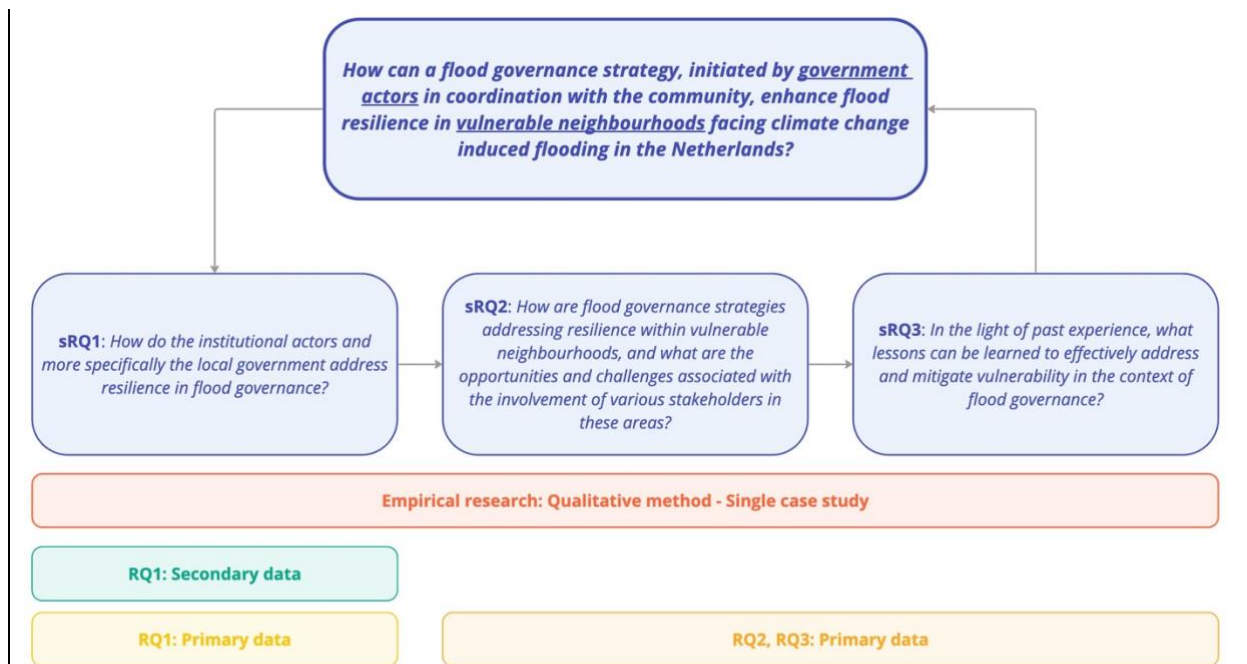 How can a flood governance strategy, initiated by government
actors in coordination with the community, enhance flood
resilience in vulnerable neighbourhoods facing climate change
induced flooding in the Netherlands?
sRQ1: How do the institutional actors and
more specifically the local government address
resilience in flood governance?
sRQ2: How are flood governance strategies
addressing resilience within vulnerable
neighbourhoods, and what are the
opportunities and challenges associated with
the involvement of various stakeholders in
these areas?
sRQ3: In the light of past experience, what
lessons can be learned to effectively address
and mitigate vulnerability in the context of
flood governance?
Empirical research: Qualitative method - Single case study
RQ1: Secondary data
RQ1: Primary data
RQ2, RQ3: Primary data